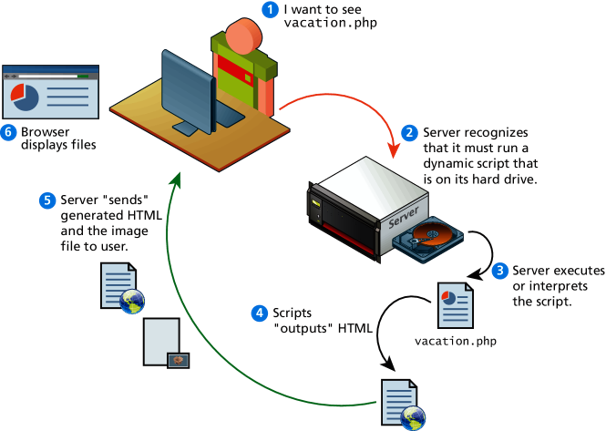 1 I want to see
vacation.php
2 Server recognizes
that it must run a
dynamic script that
is on its hard drive.
Server
3 Server executes
or interprets
the script.
vacation.php
4 Scripts
"outputs" HTML
5 Server "sends"
generated HTML
and the image
file to user.
6 Browser
displays files